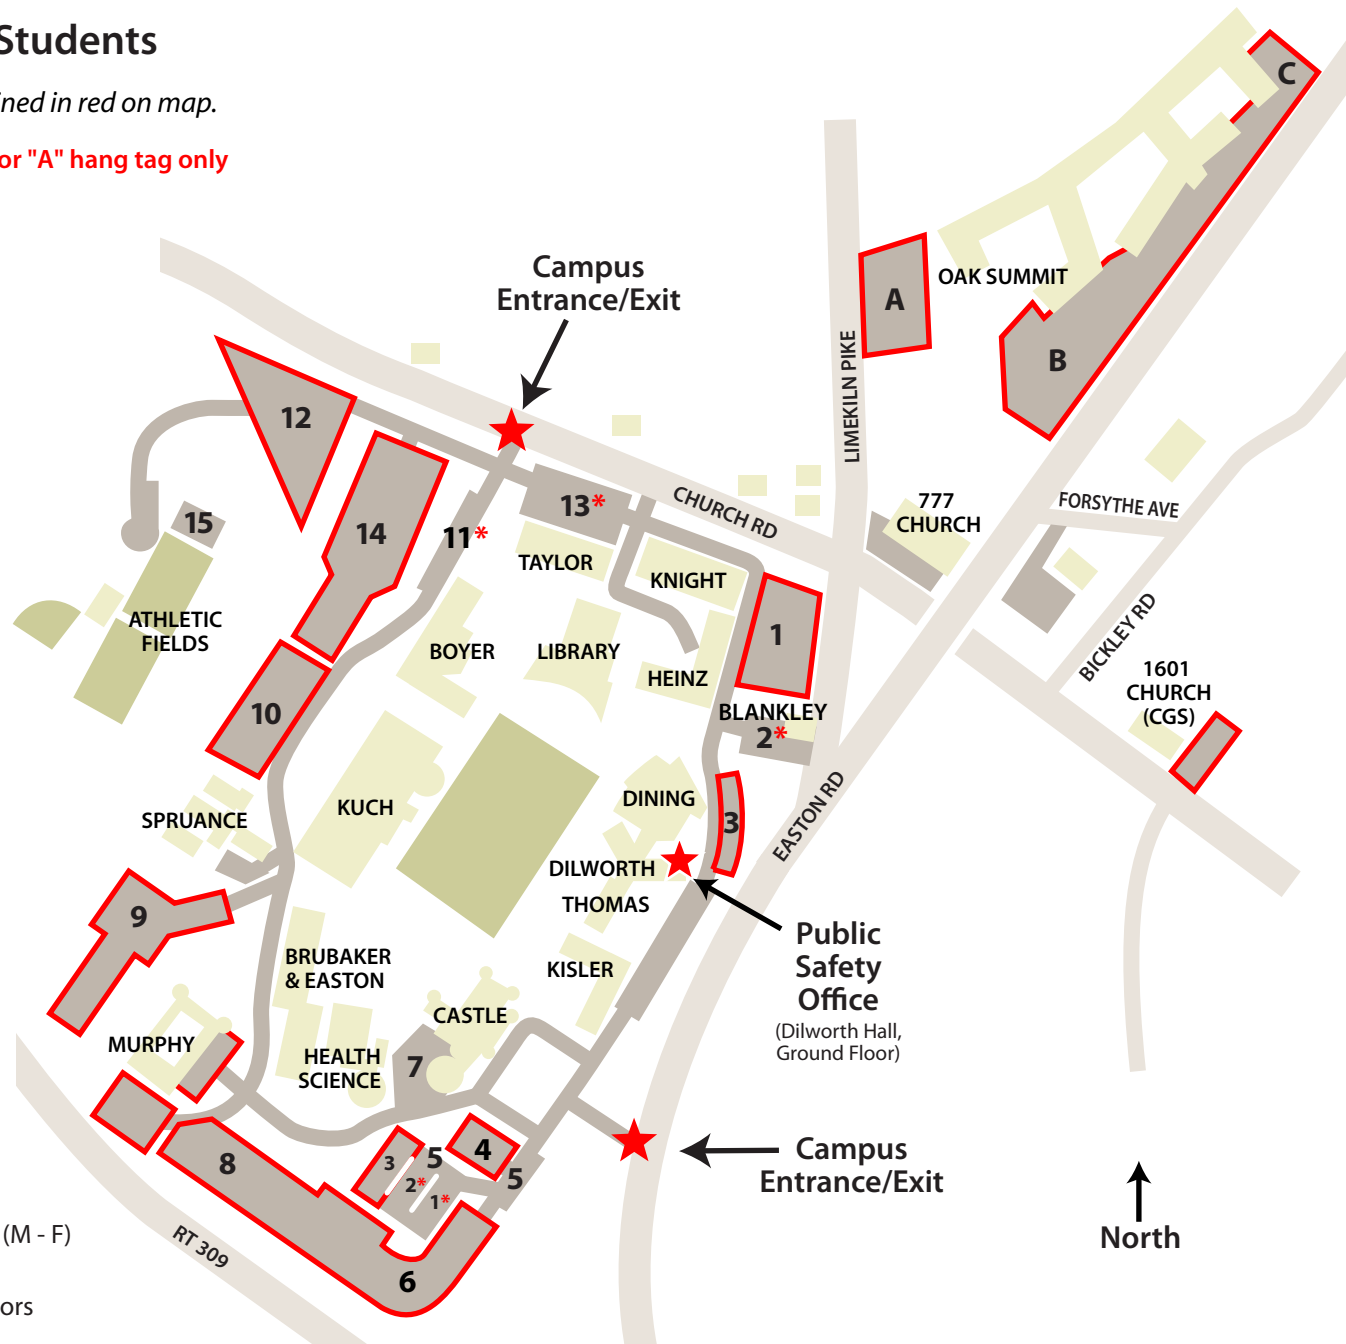 Students
ined in red on map.
or "A" hang tag only
C
Campus
Entrance/Exit
OAK SUMMIT
A
B
LIMEKILN PIKE
12
13*
CHURCH RD
777
CHURCH
FORSYTHE AVE
15
14
11*
TAYLOR
KNIGHT
ATHLETIC
FIELDS
BOYER
LIBRARY
HEINZ
1
BICKLEY RD
1601
CHURCH
(CGS)
10
BLANKLEY
2*
SPRUANCE
KUCH
DINING
3
EASTON RD
DILWORTH
THOMAS
9
BRUBAKER
& EASTON
KISLER
Public
Safety
Office
(Dilworth Hall,
Ground Floor)
CASTLE
MURPHY
HEALTH
SCIENCE
7
8
3
5
2*
1*
4
5
Campus
Entrance/Exit
North
(M - F)
RT 309
6
ors